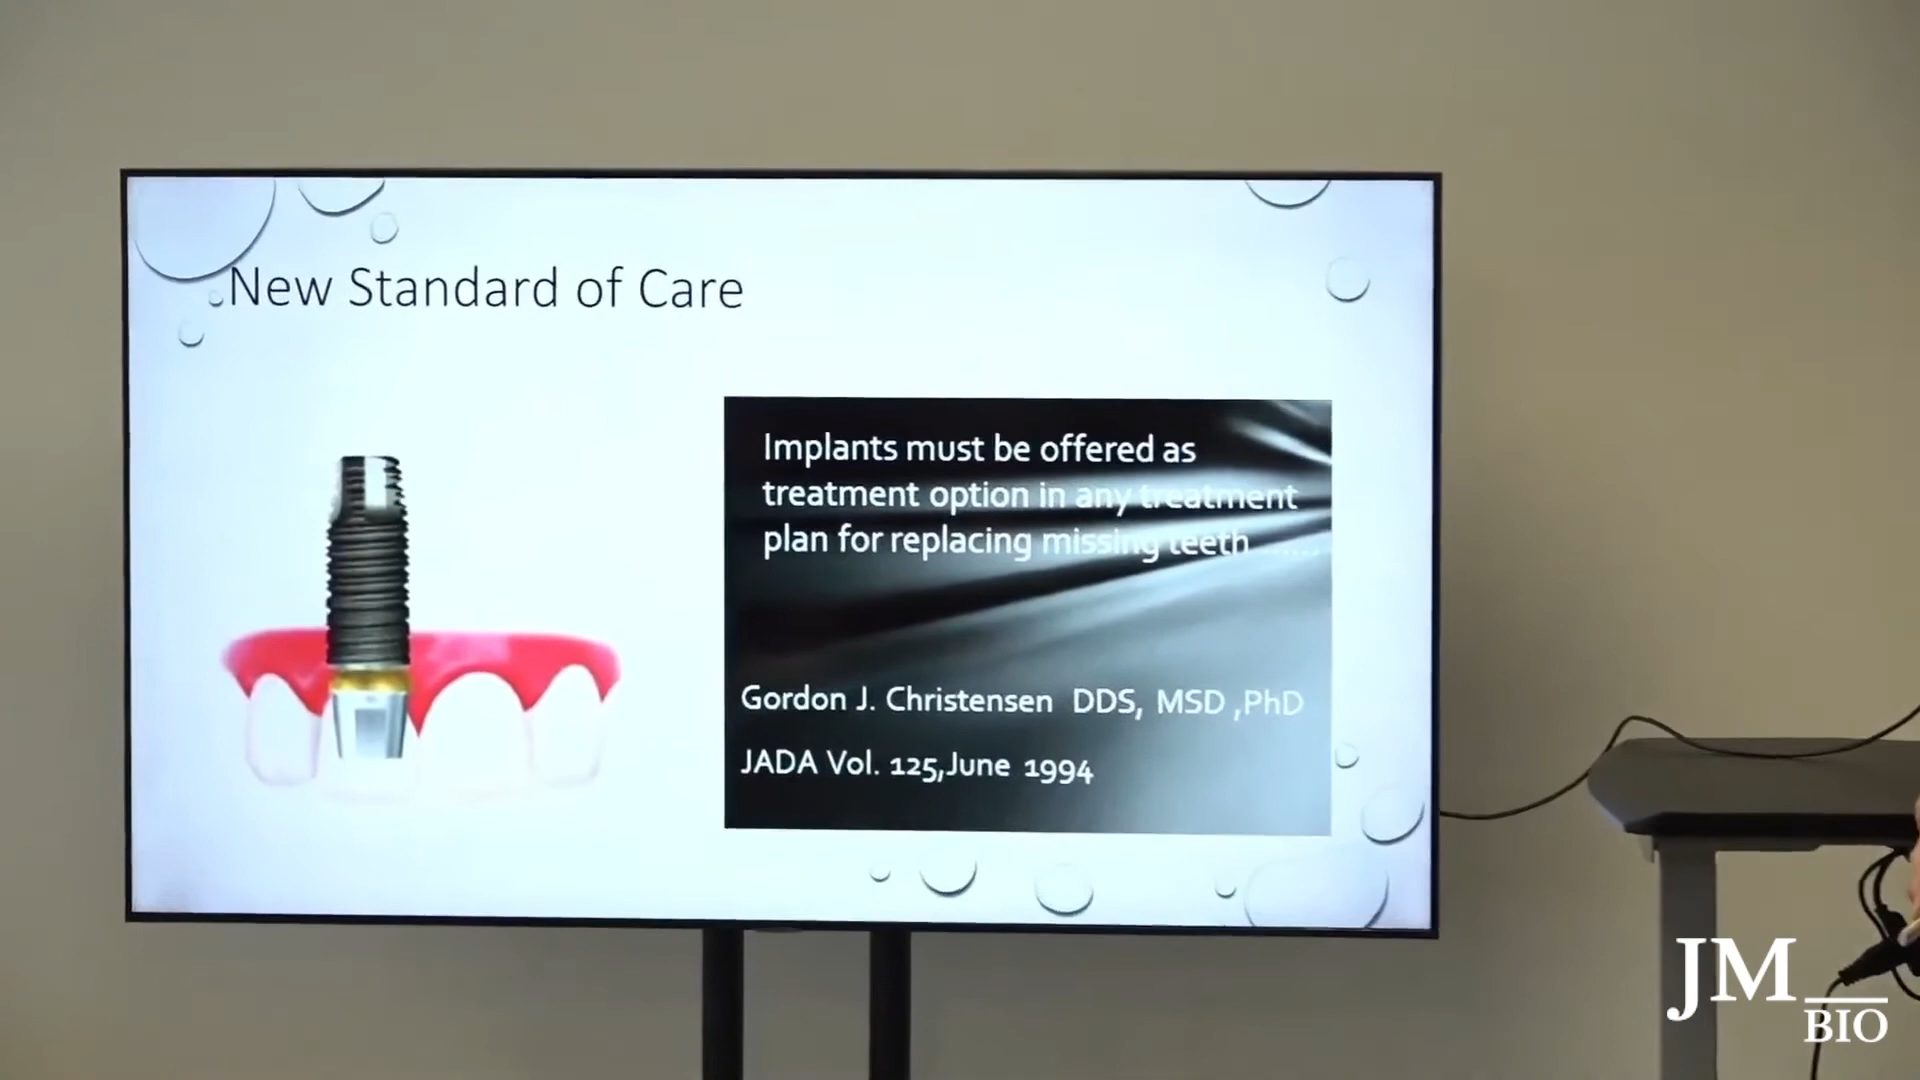 New Standard of Care
Implants must be offered as
treatment option in any treatment
plan for replacing missing teeth ......
Gordon J. Christensen DDS, MSD ,PhD
JADA Vol. 125,June 1994
JM
BIO